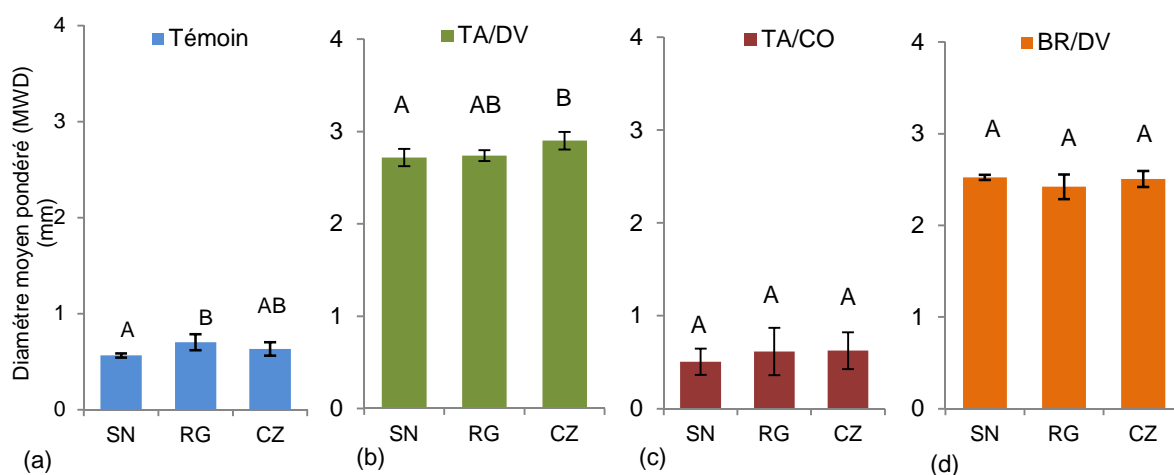 Diamétre moyen pondéré (MWD)
(mm)
4
3
2
1
0
Témoin
A
B
AB
SN
RG
CZ
(a)
4
3
2
1
0
TA/DV
A
AB
B
SN
RG
CZ
(b)
4
3
2
1
0
TA/CO
A
A
A
SN
RG
CZ
(c)
4
3
2
1
0
BR/DV
A
A
A
SN
RG
CZ
(d)